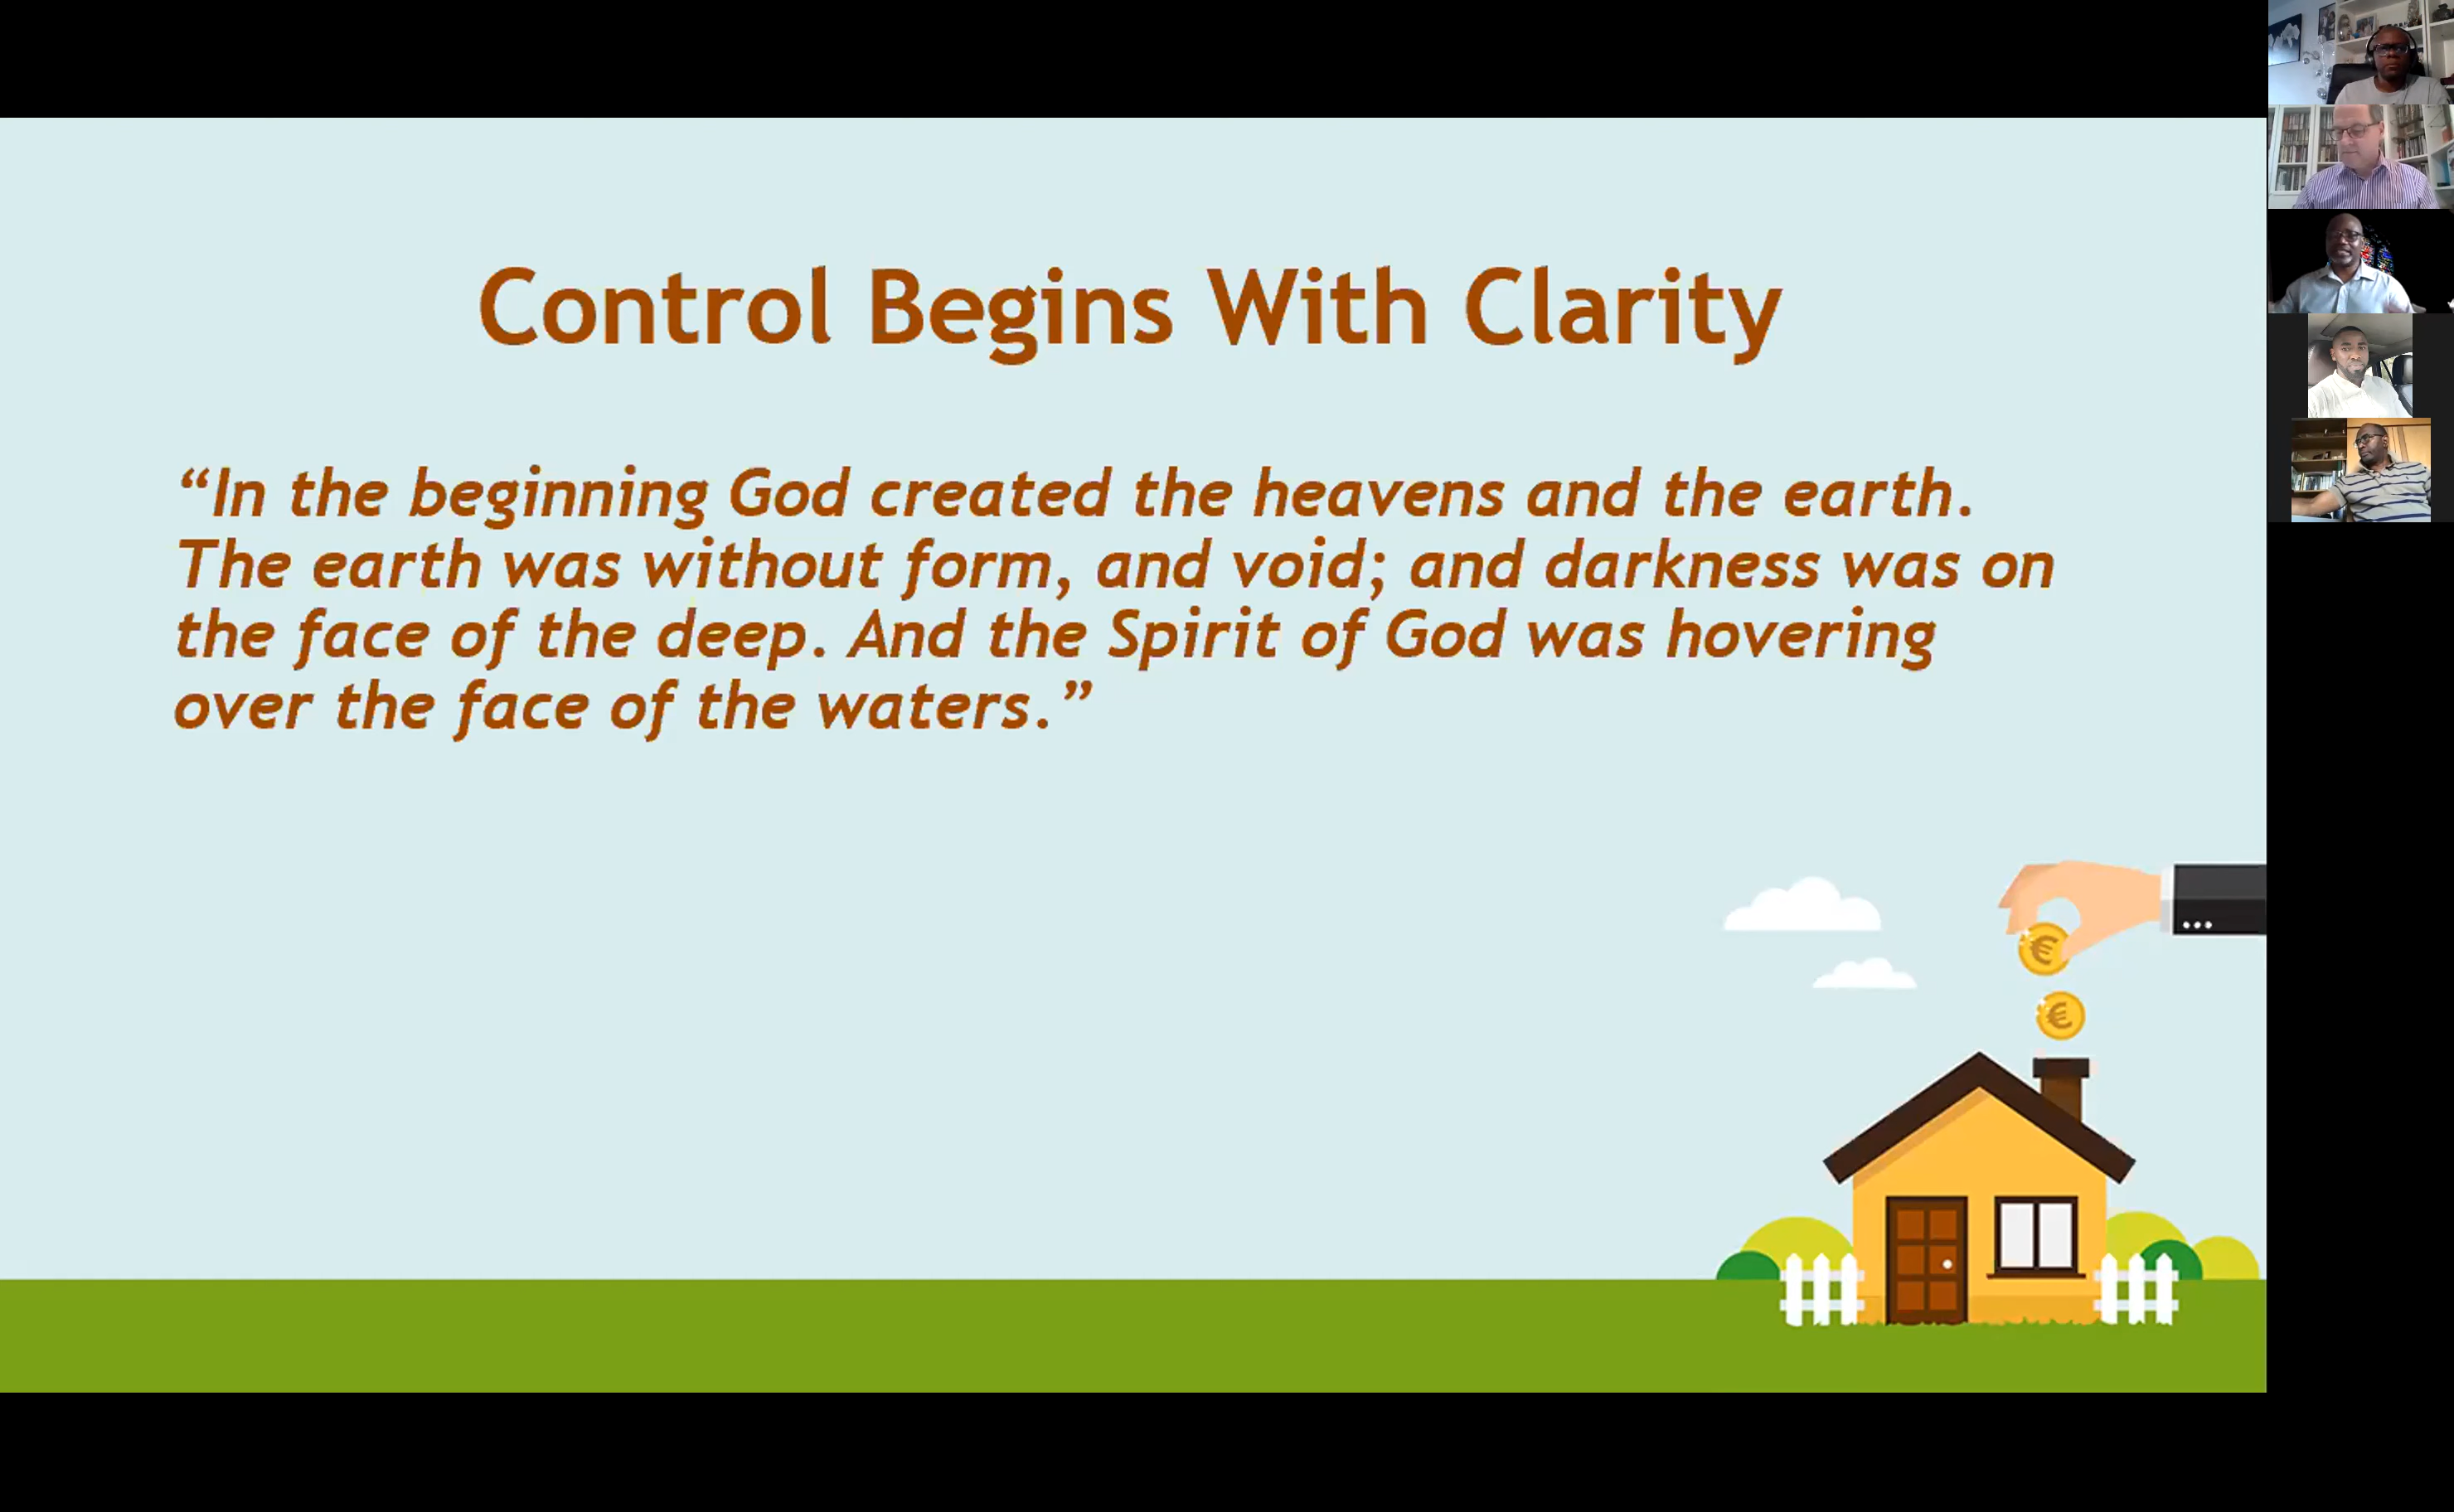 Control Begins With Clarity
“In the beginning God created the heavens and the earth.
The earth was without form, and void; and darkness was on
the face of the deep. And the Spirit of God was hovering
over the face of the waters.”
€
€